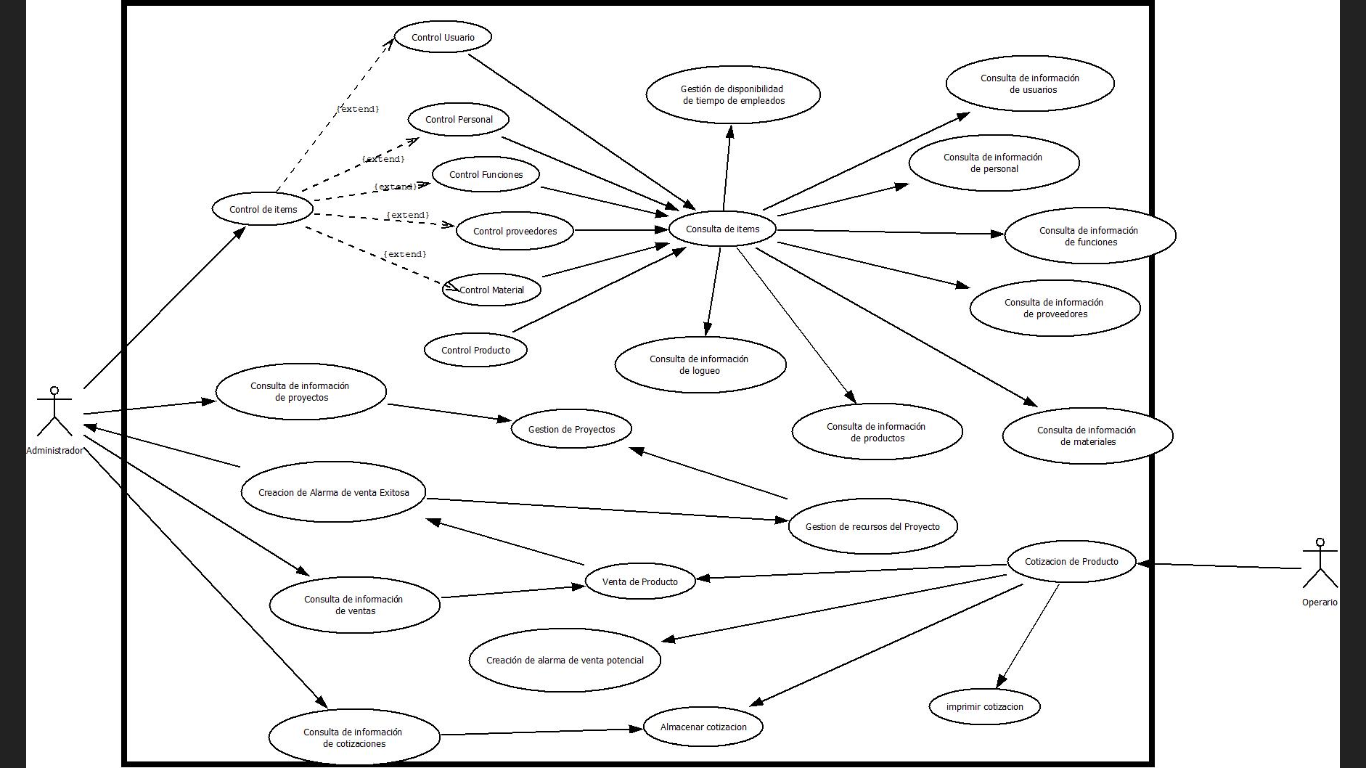 Control Usuario
Gestión de disponibilidad
de tiempo de empleados
Consulta de información
de usuarios
{extend}
Control Personal
{extend}
Consulta de información
de personal
Control Funciones
{extend}
Control de items
{extend}
Control proveedores
Consulta de items
Consulta de información
de funciones
{extend}
Control Material
Consulta de información
de proveedores
Control Producto
Consulta de información
de logueo
Consulta de información
de proyectos
Gestion de Proyectos
Consulta de información
de productos
Consulta de información
de materiales
Administrador
Creacion de Alarma de venta Exitosa
Gestion de recursos del Proyecto
Cotizacion de Producto
Venta de Producto
Operario
Consulta de información
de ventas
Creación de alarma de venta potencial
imprimir cotizacion
Almacenar cotizacion
Consulta de información
de cotizaciones